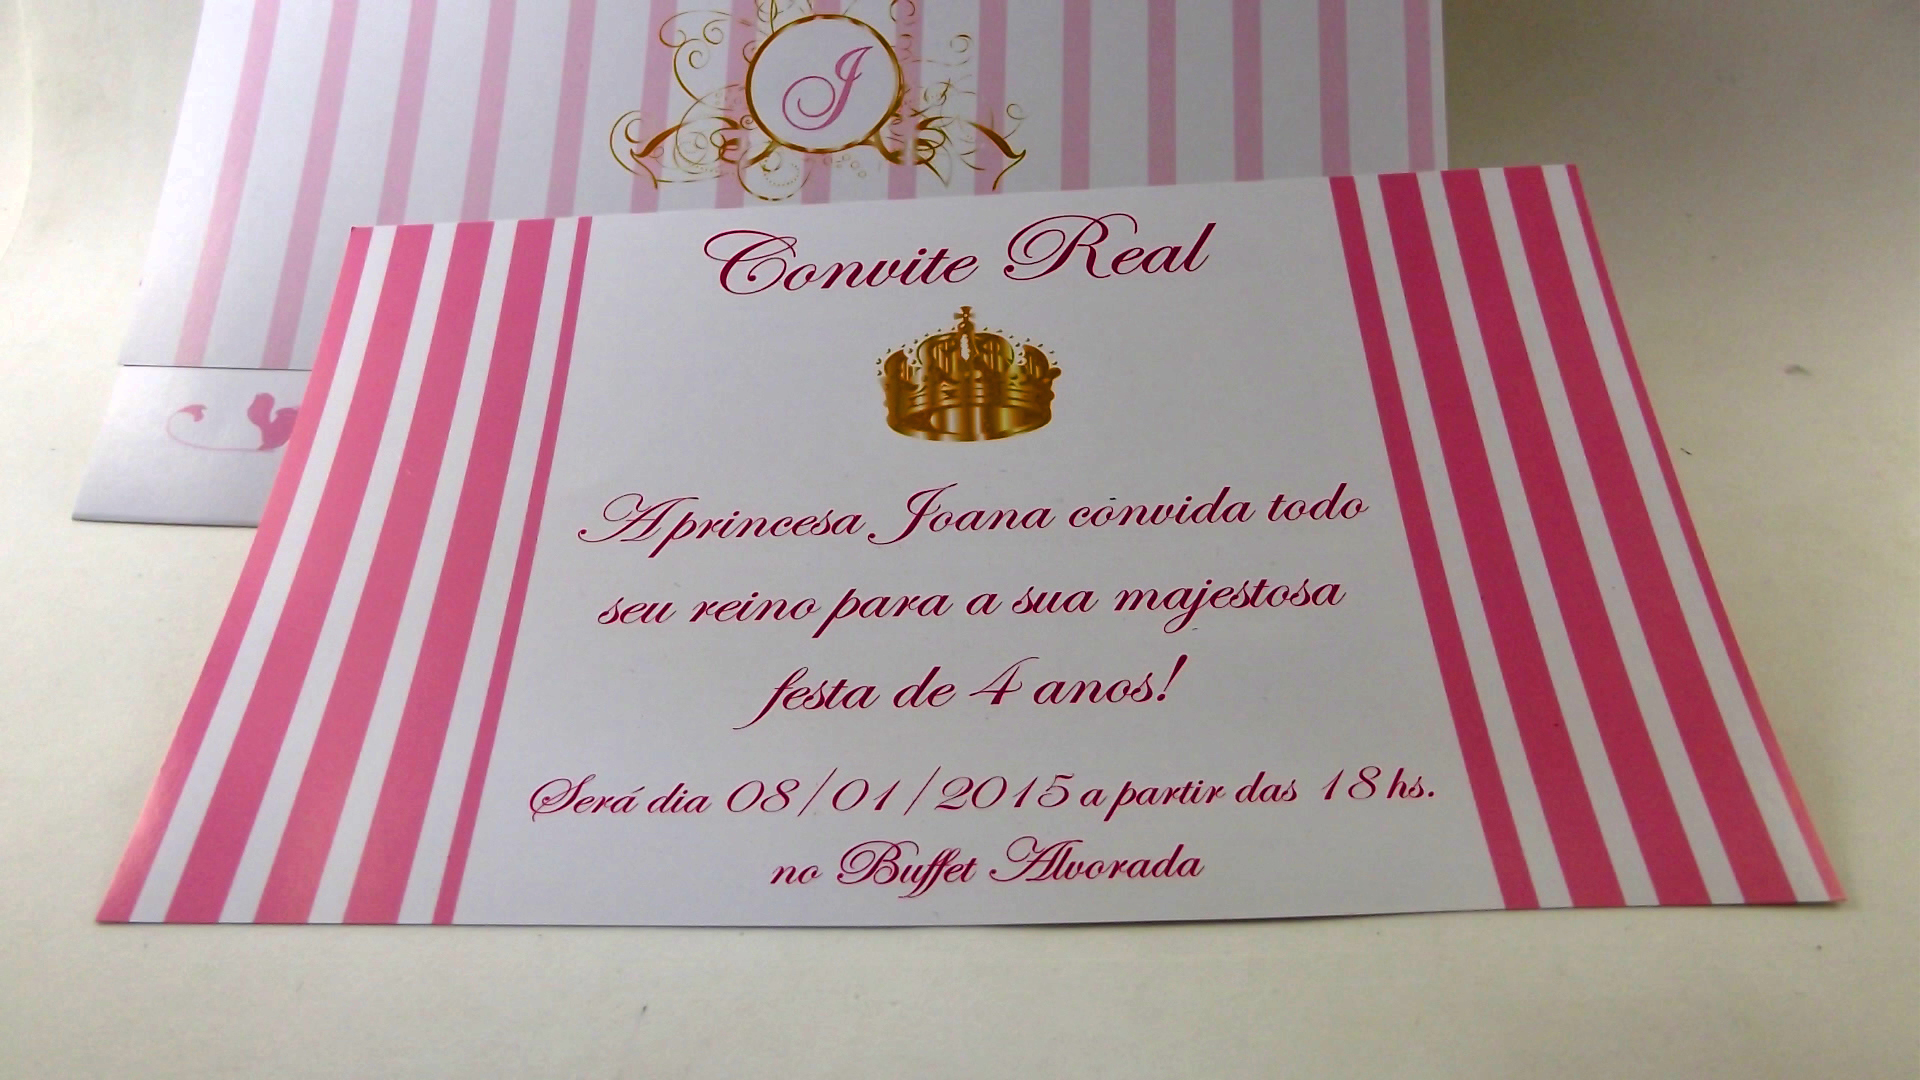 J
Convite Real
A princesa Joana convida todo
seu reino para a sua majestosa
festa de 4 anos!
Será dia 08/01/2015 a partir das 18 hs.
no Buffet Alvorada